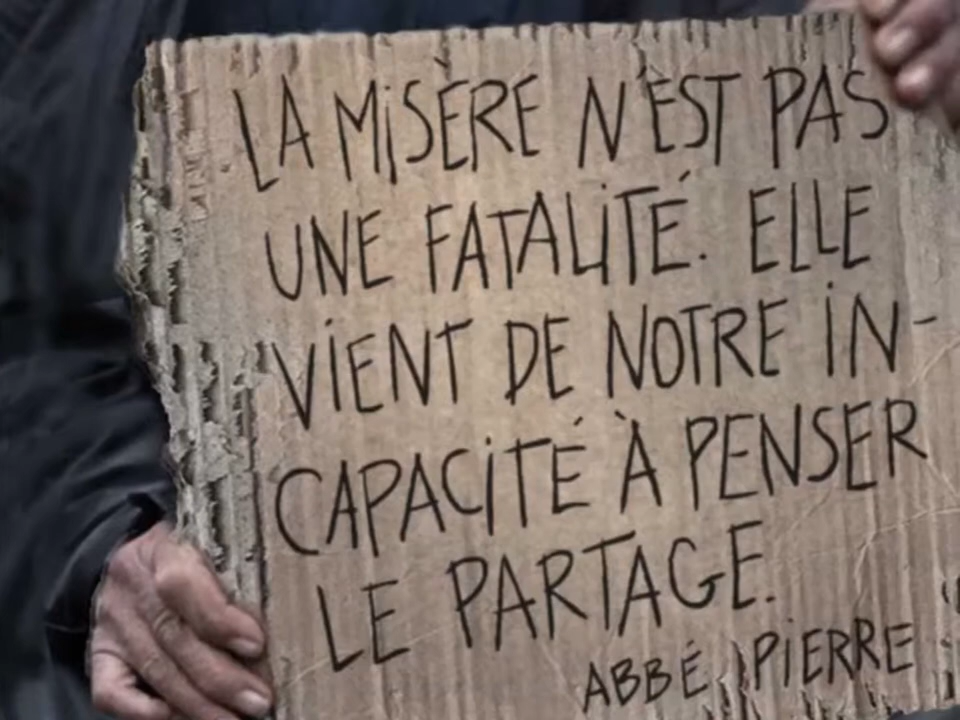 LA MISÈRE N'EST PAS
UNE FATALITÉ. ELLE
VIENT DE NOTRE IN-
CAPACITÉ À PENSER
LE PARTAGE.
ABBÉ PIERRE